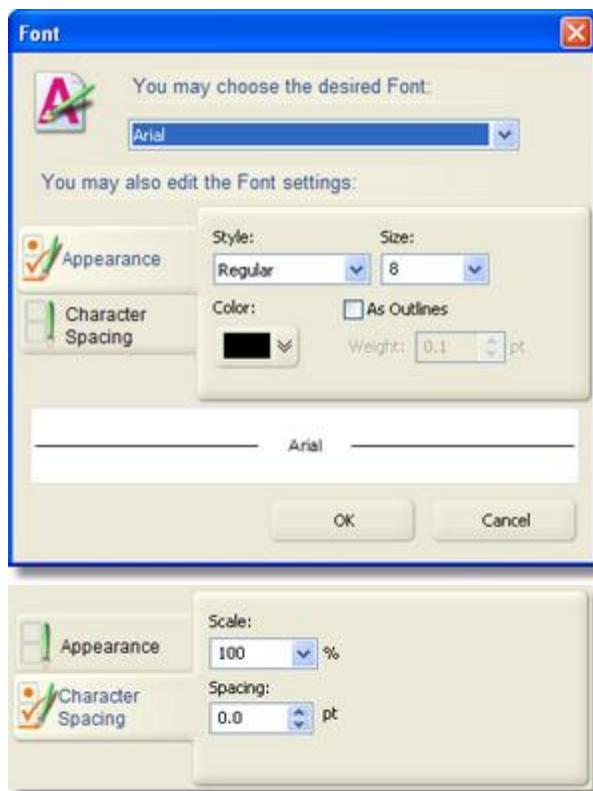 Font
You may choose the desired Font:
Arial
You may also edit the Font settings:
Appearance
Character
Spacing
Style:
Size:
Regular
8
Color:
As Outlines
Weight: 0.1 pt
Arial
OK
Cancel
Appearance
Character
Spacing
Scale:
100 %
Spacing:
0.0 pt